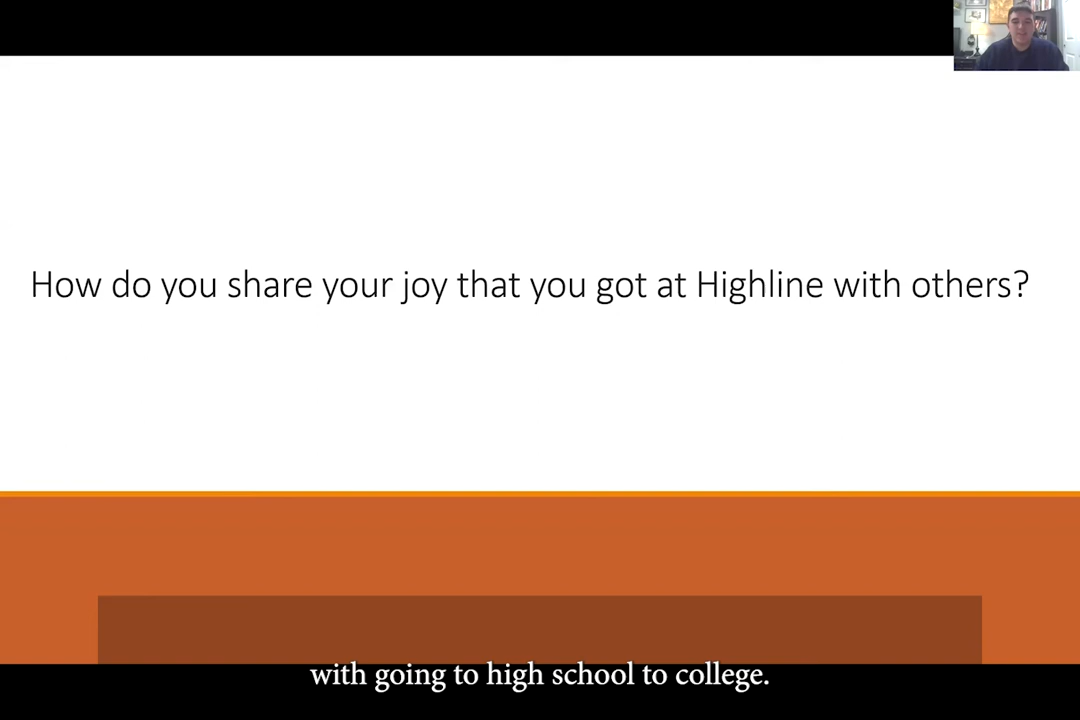 How do you share your joy that you got at Highline with others?
with going to high school to college.